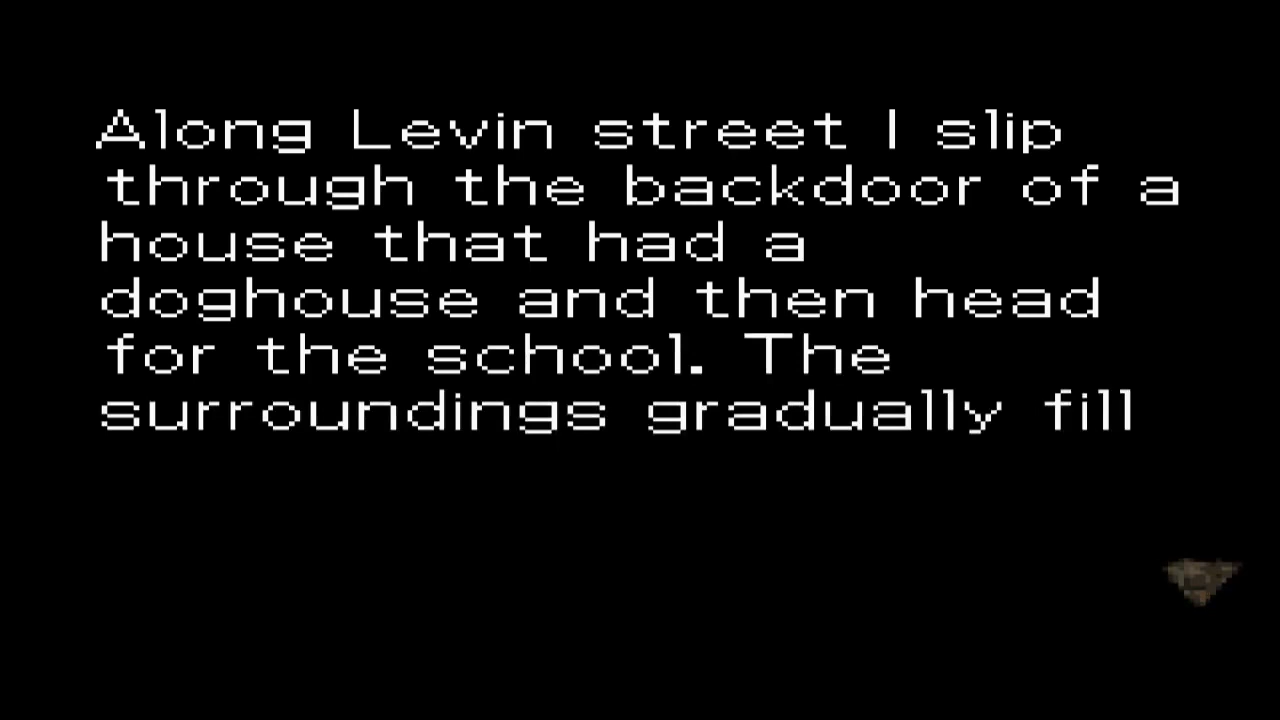 Along Levin street I slip
through the backdoor of a
house that had a
doghouse and then head
for the school. The
surroundings gradually fill